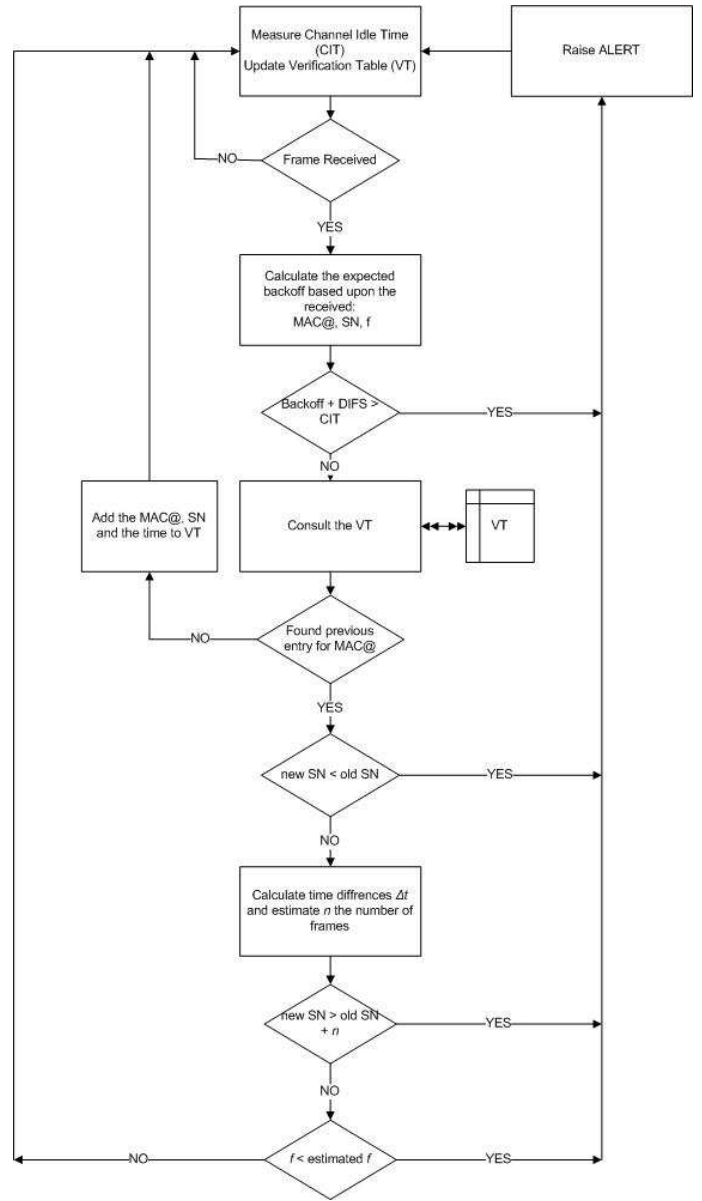 Measure Channel Idle Time
(CIT)
Update Verification Table (VT)
Raise ALERT
Frame Received
NO
YES
Calculate the expected
backoff based upon the
received:
MAC@, SN, f
Backoff + DIFS >
CIT
YES
NO
Add the MAC@, SN
and the time to VT
Consult the VT
VT
Found previous
entry for MAC@
NO
YES
new SN < old SN
YES
NO
Calculate time diffrences Δt
and estimate n the number of
frames
new SN > old SN
+ n
YES
NO
f < estimated f
NO
YES